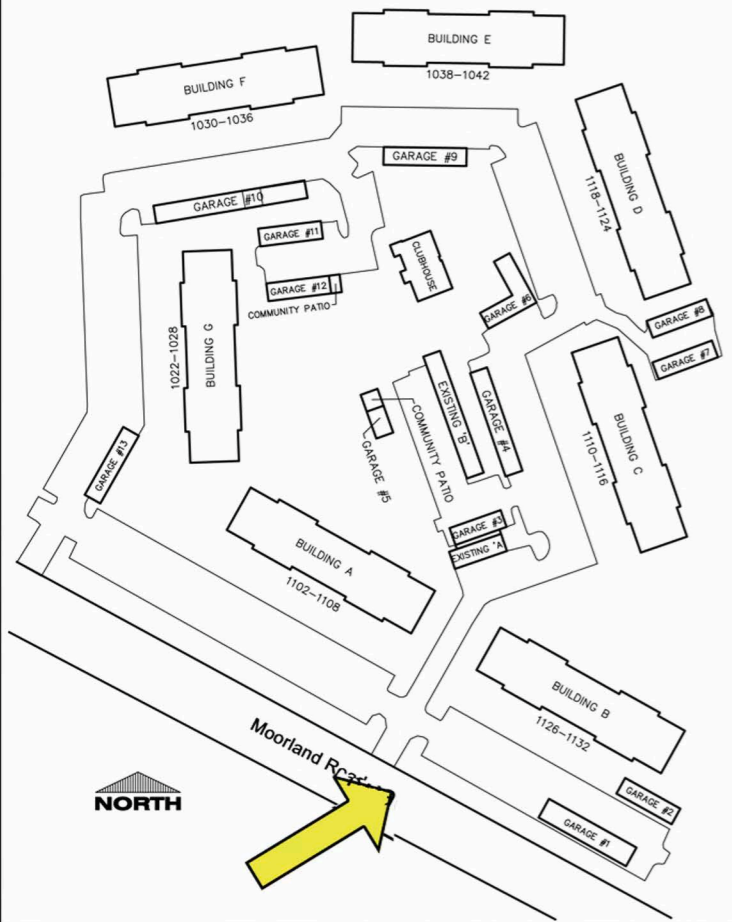 BUILDING E
1038-1042
BUILDING F
1030-1036
GARAGE #9
BUILDING D
1118-1124
GARAGE #10
GARAGE #11
CLUBHOUSE
GARAGE #12
COMMUNITY PATIO
GARAGE #6
GARAGE #8
GARAGE #7
BUILDING G
1022-1028
EXISTING 'B'
GARAGE #4
COMMUNITY PATIO
GARAGE #5
BUILDING C
1110-1116
GARAGE #13
GARAGE #3
EXISTING 'A'
BUILDING A
1102-1108
BUILDING B
1126-1132
Moorland Road
NORTH
GARAGE #2
GARAGE #1